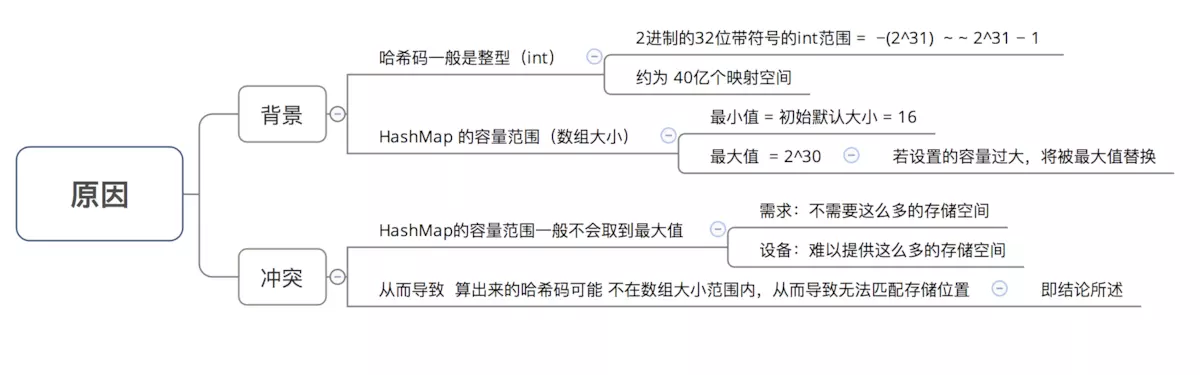 原因
背景
哈希码一般是整型（int）
2进制的32位带符号的int范围 = −(2^31) ~ ~ 2^31 − 1
约为 40亿个映射空间
HashMap 的容量范围（数组大小）
最小值 = 初始默认大小 = 16
最大值 = 2^30
若设置的容量过大，将被最大值替换
冲突
HashMap的容量范围一般不会取到最大值
需求：不需要这么多的存储空间
设备：难以提供这么多的存储空间
从而导致 算出来的哈希码可能 不在数组大小范围内，从而导致无法匹配存储位置
即结论所述